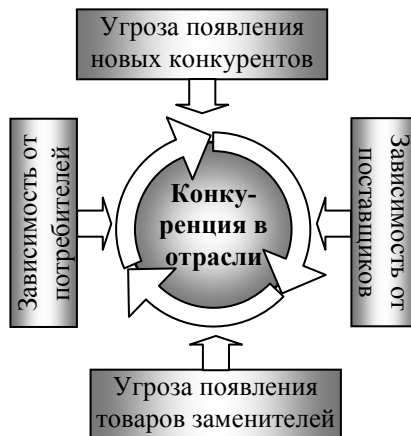 Угроза появления
новых конкурентов
Зависимость от
потребителей
Конку-
ренция в
отрасли
Зависимость от
поставщиков
Угроза появления
товаров заменителей